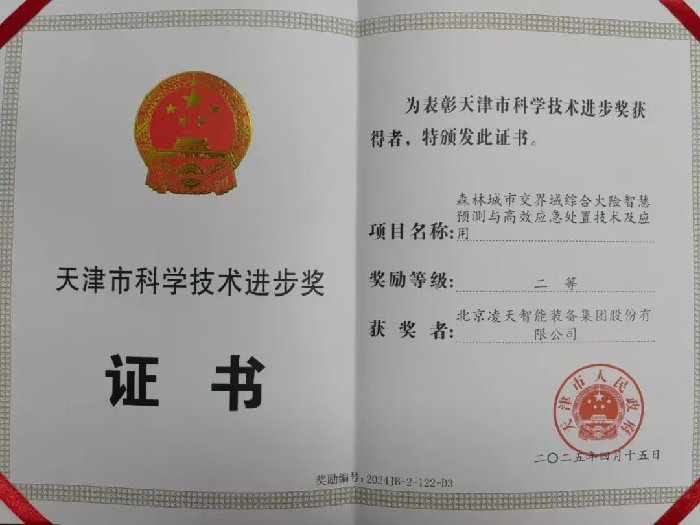 天津市科学技术进步奖
证 书
为表彰天津市科学技术进步奖获
得者，特颁发此证书。
森林城市交界域综合火险智慧
预测与高效应急处置技术及应
项目名称:用
奖励等级: 二 等
北京凌天智能装备集团股份有
获 奖 者: 限公司
天津市人民政府
二〇二五年四月十五日
奖励编号:2024JB-2-122-D3